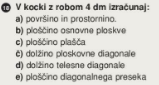 10 V kocki z robom 4 dm izračunaj:
a) površino in prostornino.
b) ploščino osnovne ploskve
c) ploščino plašča
č) dolžino ploskovne diagonale
d) dolžino telesne diagonale
e) ploščino diagonalnega preseka